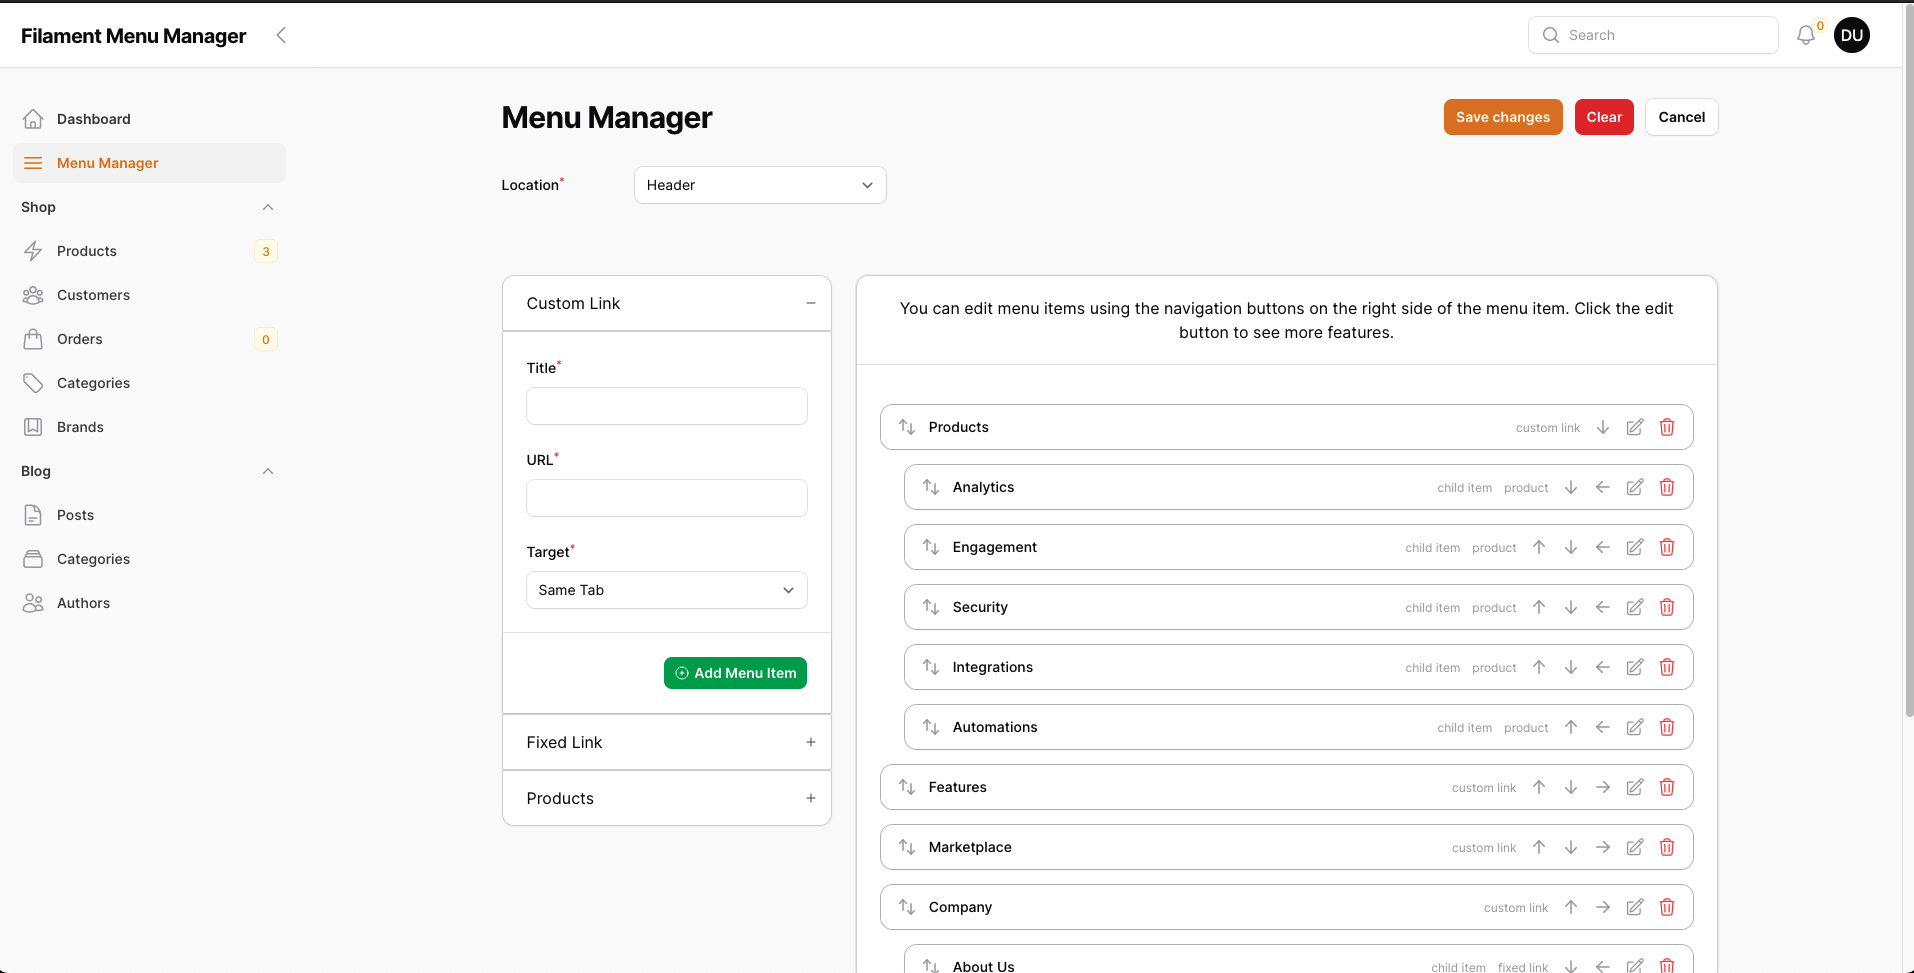 Filament Menu Manager
Search
0
DU
Dashboard
Menu Manager
Shop
Products
3
Customers
Orders
0
Categories
Brands
Blog
Posts
Categories
Authors
Menu Manager
Save changes
Clear
Cancel
Location*
Header
Custom Link
Title*
URL*
Target*
Same Tab
Add Menu Item
Fixed Link
Products
You can edit menu items using the navigation buttons on the right side of the menu item. Click the edit
button to see more features.
Products custom link
Analytics child item product
Engagement child item product
Security child item product
Integrations child item product
Automations child item product
Features custom link
Marketplace custom link
Company custom link
About Us child item fixed link